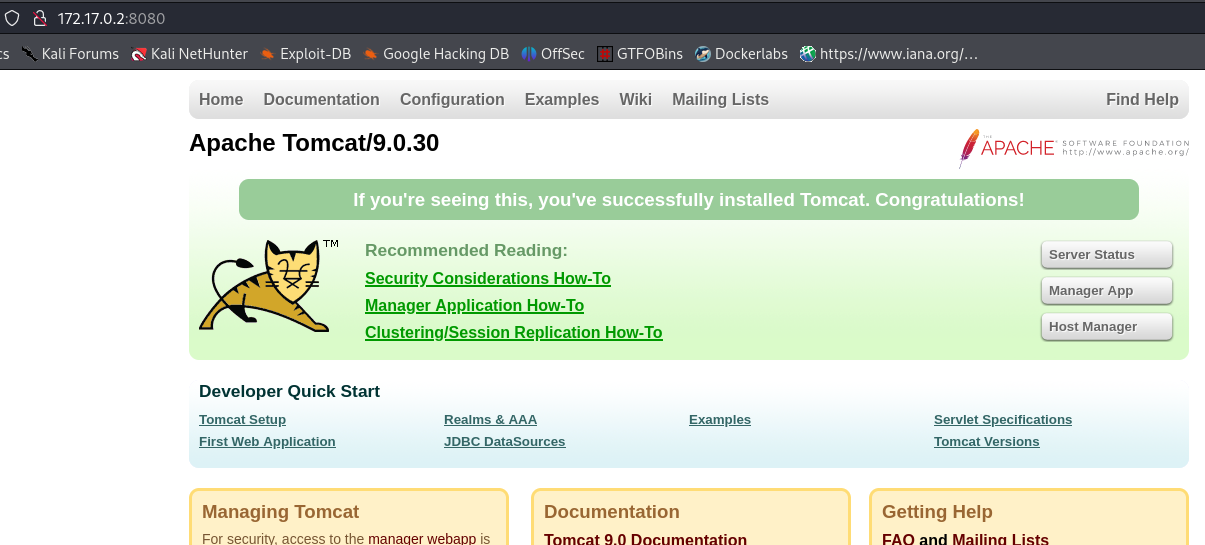 172.17.0.2:8080
cs Kali Forums Kali NetHunter Exploit-DB Google Hacking DB OffSec GTFOBins Dockerlabs https://www.iana.org/…
Home Documentation Configuration Examples Wiki Mailing Lists Find Help
Apache Tomcat/9.0.30
THE APACHE® SOFTWARE FOUNDATION
http://www.apache.org/
If you're seeing this, you've successfully installed Tomcat. Congratulations!
TM
Recommended Reading:
Security Considerations How-To
Manager Application How-To
Clustering/Session Replication How-To
Server Status
Manager App
Host Manager
Developer Quick Start
Tomcat Setup
First Web Application
Realms & AAA
JDBC DataSources
Examples
Servlet Specifications
Tomcat Versions
Managing Tomcat
For security, access to the manager webapp is
Documentation
Tomcat 9.0 Documentation
Getting Help
FAQ and Mailing Lists